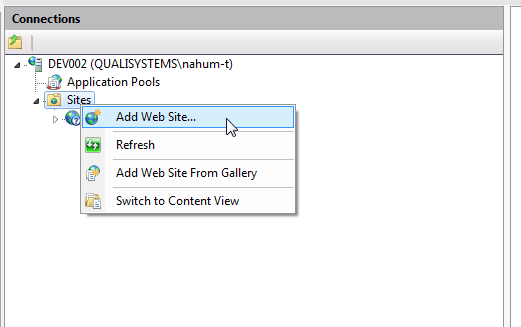 Connections
DEV002 (QUALISYSTEMS\nahum-t)
Application Pools
Sites
Add Web Site...
Refresh
Add Web Site From Gallery
Switch to Content View